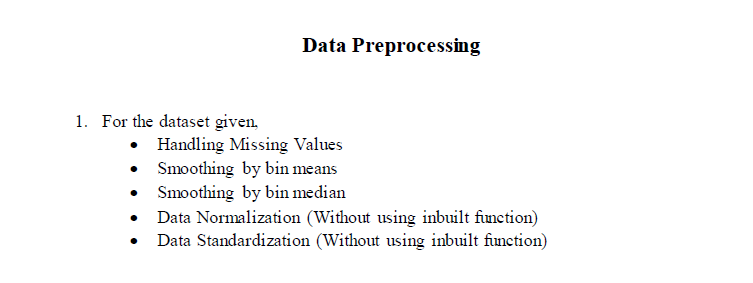 Data Preprocessing
1. For the dataset given,
• Handling Missing Values
• Smoothing by bin means
• Smoothing by bin median
• Data Normalization (Without using inbuilt function)
• Data Standardization (Without using inbuilt function)